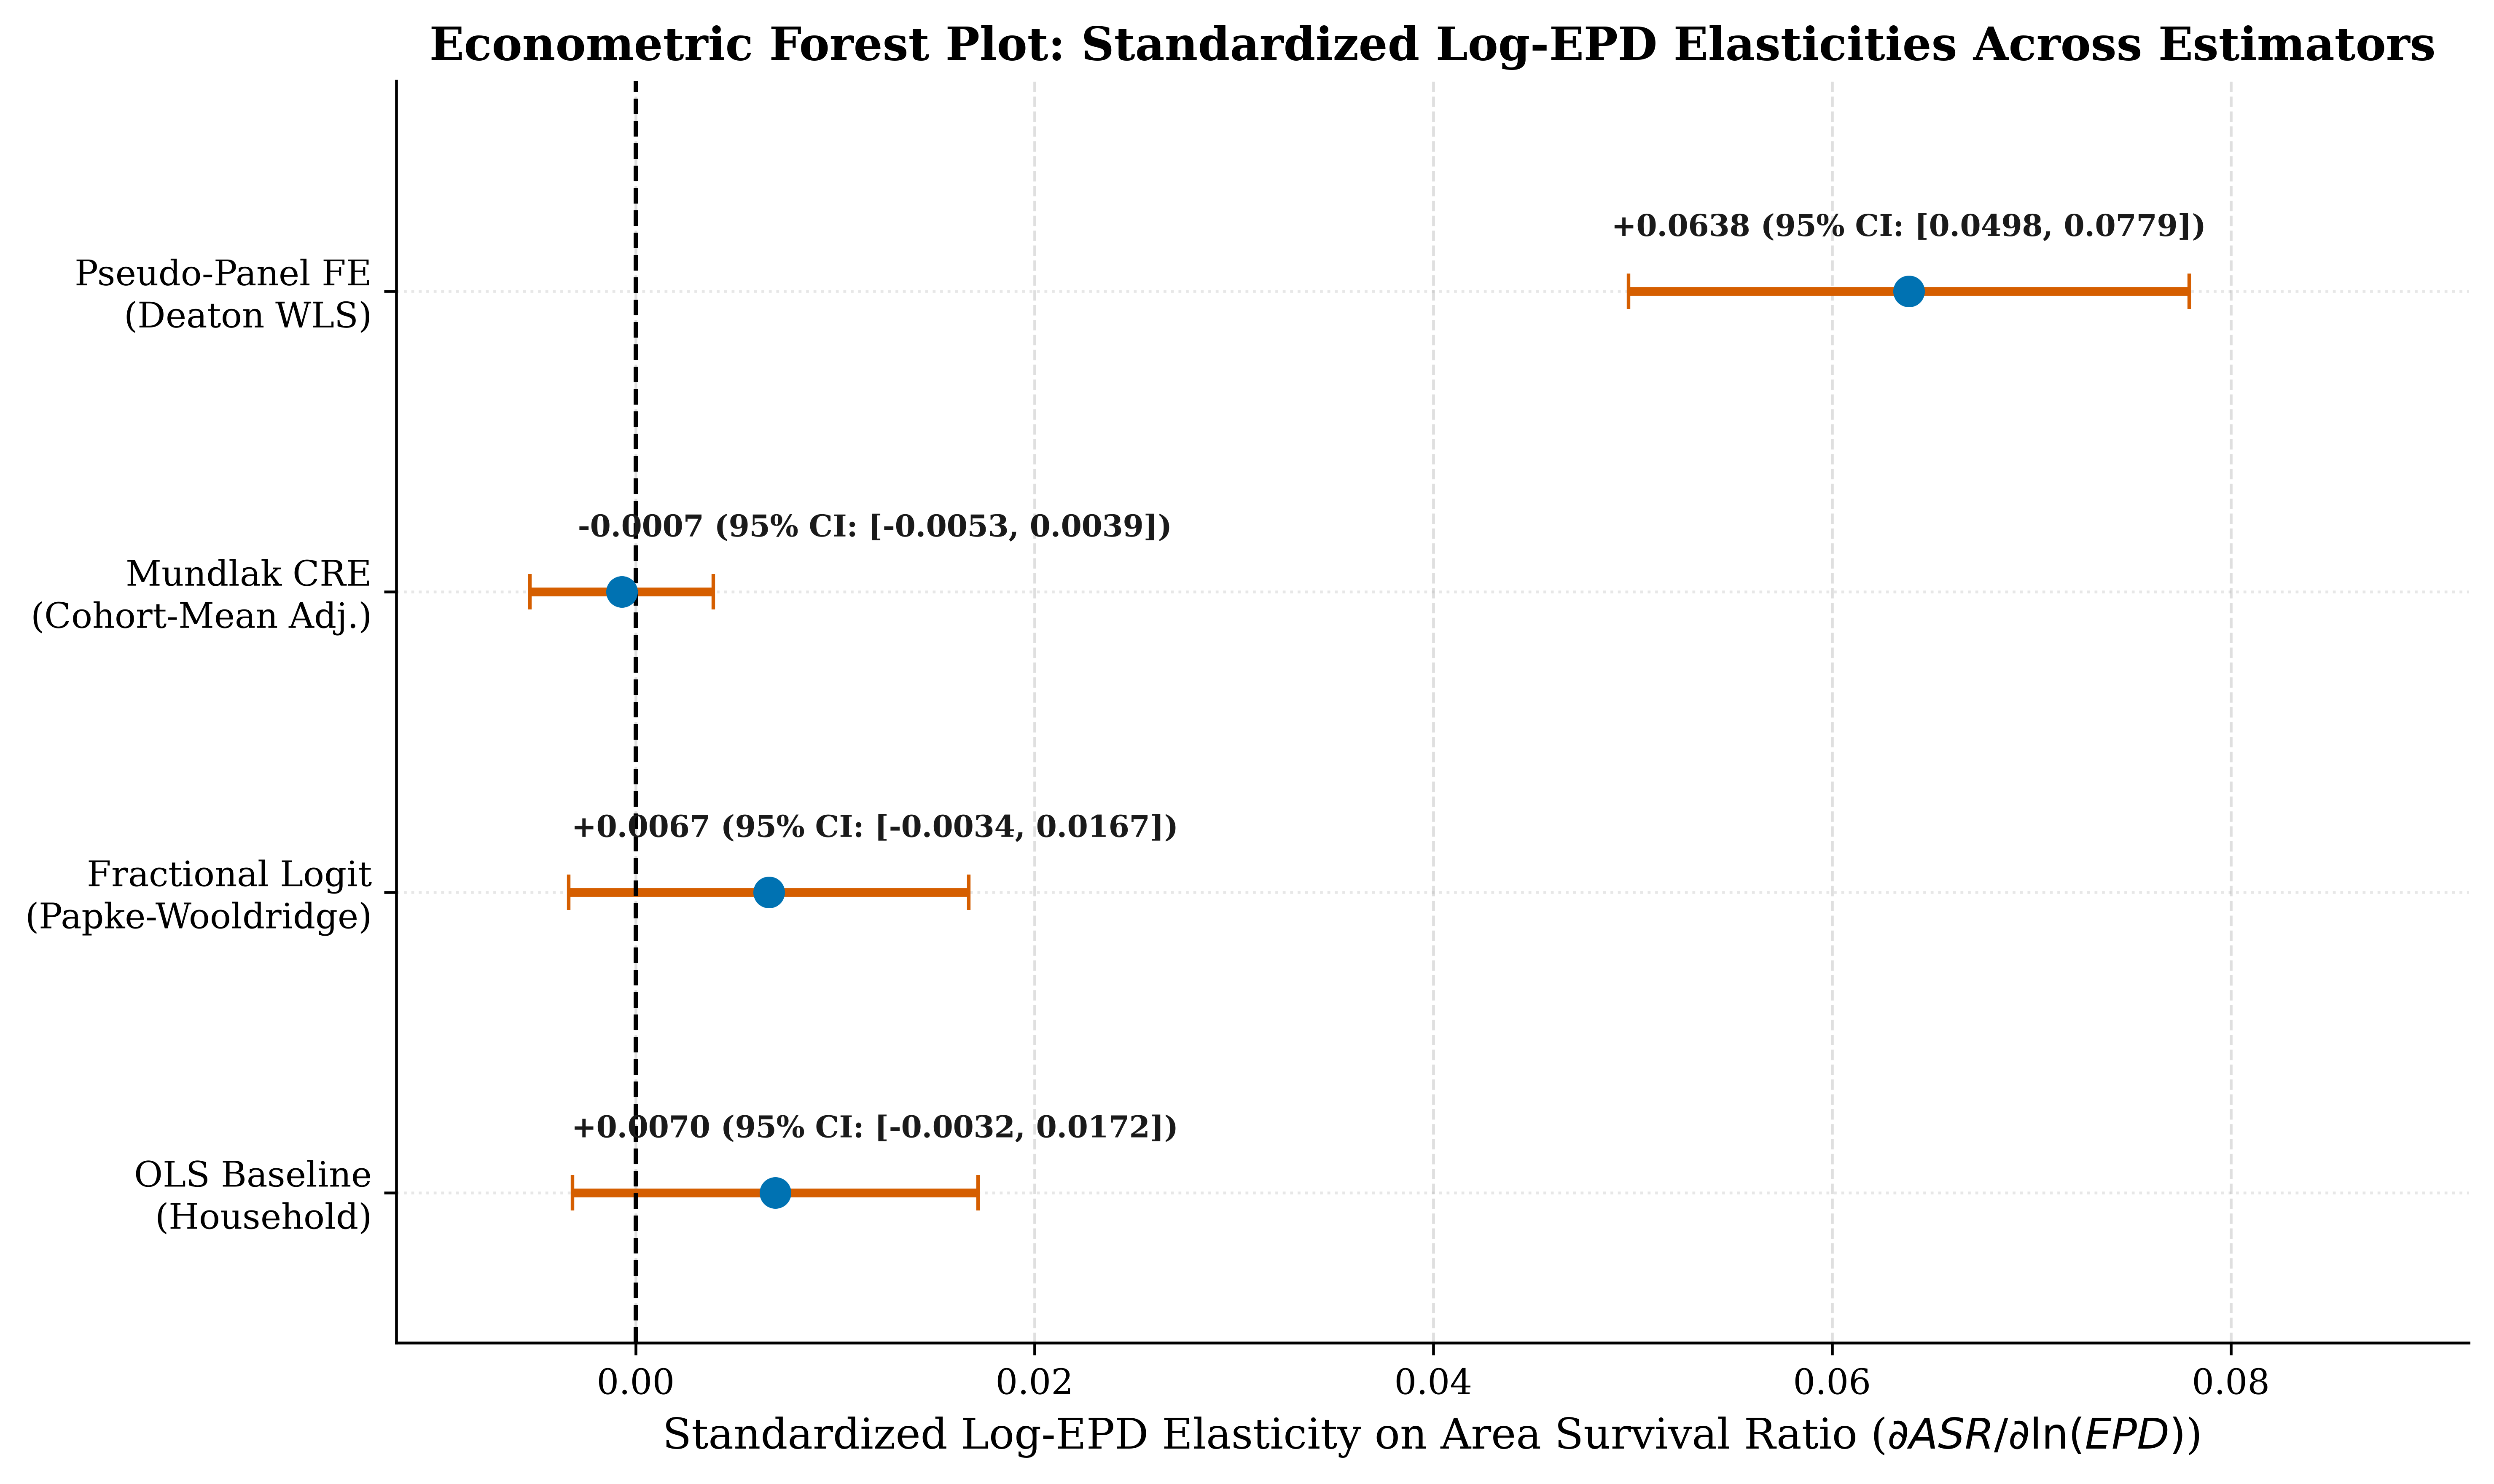 Econometric Forest Plot: Standardized Log-EPD Elasticities Across Estimators
+0.0638 (95% CI: [0.0498, 0.0779])
Pseudo-Panel FE
(Deaton WLS)
-0.0007 (95% CI: [-0.0053, 0.0039])
Mundlak CRE
(Cohort-Mean Adj.)
+0.0067 (95% CI: [-0.0034, 0.0167])
Fractional Logit
(Papke-Wooldridge)
+0.0070 (95% CI: [-0.0032, 0.0172])
OLS Baseline
(Household)
0.00 0.02 0.04 0.06 0.08
Standardized Log-EPD Elasticity on Area Survival Ratio (∂ASR/∂ln(EPD))